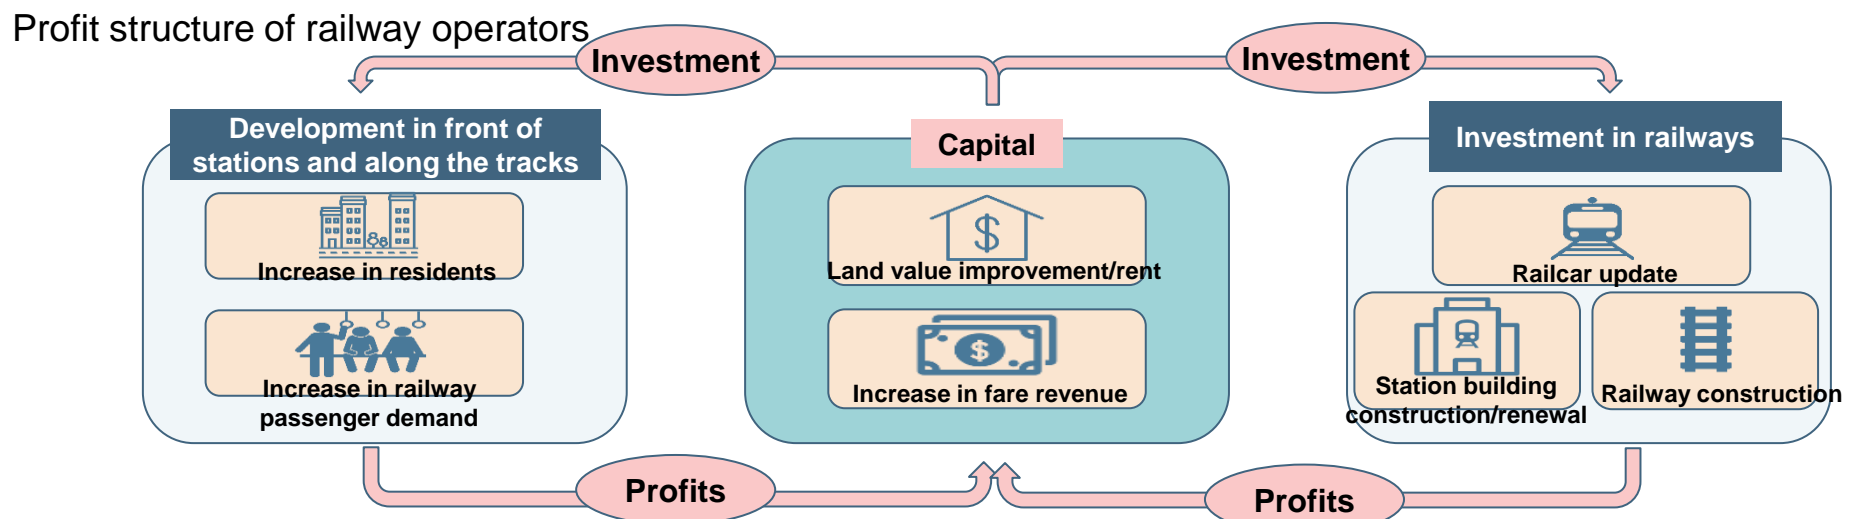 Profit structure of railway operators
Investment
Investment
Development in front of
stations and along the tracks
Increase in residents
Increase in railway
passenger demand
Capital
$
Land value improvement/rent
$
Increase in fare revenue
Investment in railways
Railcar update
Station building
construction/renewal
Railway construction
Profits
Profits